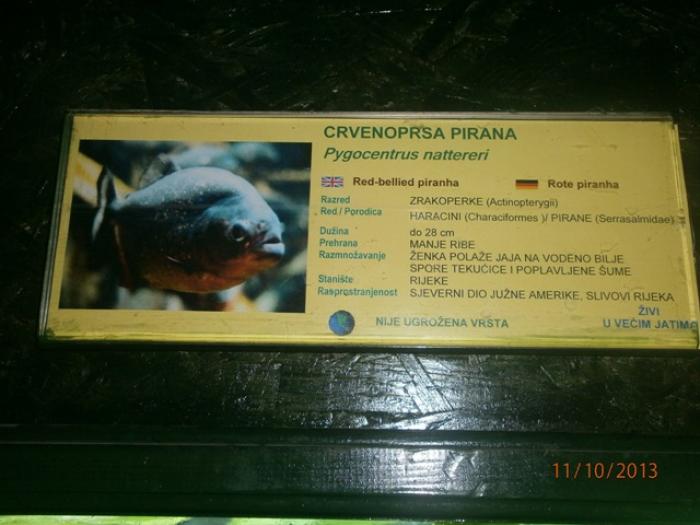 CRVENOPRSA PIRANA
Pygocentrus nattereri
Red-bellied piranha Rote piranha
Razred ZRAKOPERKE (Actinopterygii)
Red / Porodica HARACINI (Characiformes )/ PIRANE (Serrasalmidae)
Dužina do 28 cm
Prehrana MANJE RIBE
Razmnožavanje ŽENKA POLAŽE JAJA NA VODENO BILJE
SPORE TEKUĆICE I POPLAVLJENE ŠUME
Stanište RIJEKE
Rasprostranjenost SJEVERNI DIO JUŽNE AMERIKE, SLIVOVI RIJEKA
NIJE UGROŽENA VRSTA
ŽIVI
U VEĆIM JATIMA
11/10/2013